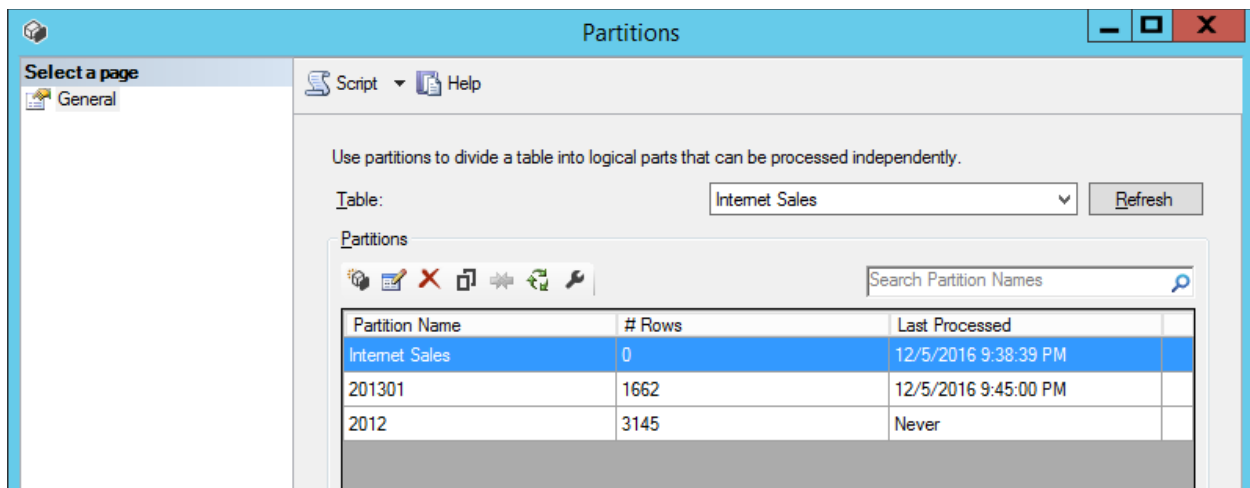 Partitions
X
Select a page
General
Script Help
Use partitions to divide a table into logical parts that can be processed independently.
Table: Internet Sales Refresh
Partitions
Search Partition Names
Partition Name # Rows Last Processed
Internet Sales 0 12/5/2016 9:38:39 PM
201301 1662 12/5/2016 9:45:00 PM
2012 3145 Never